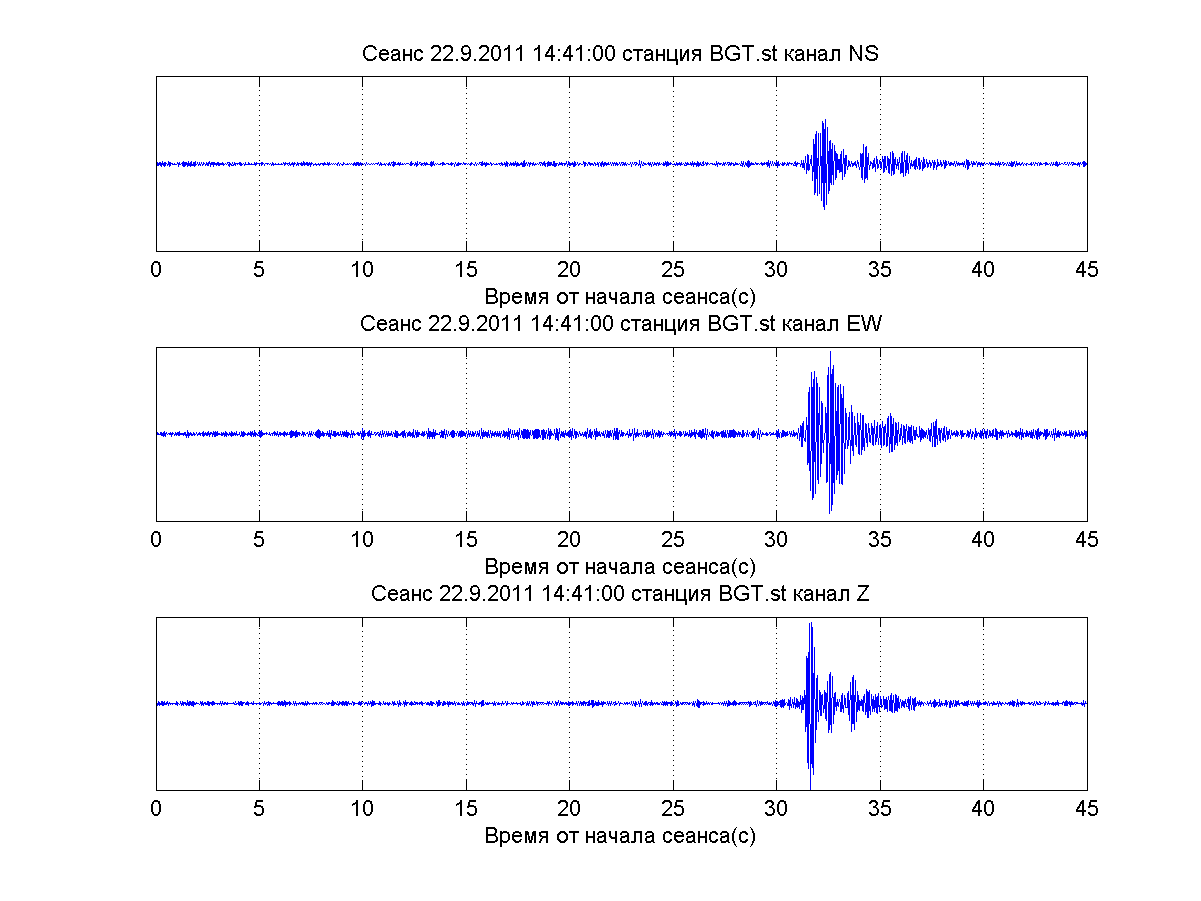 Сеанс 22.9.2011 14:41:00 станция BGT.st канал NS
0 5 10 15 20 25 30 35 40 45
Время от начала сеанса(с)
Сеанс 22.9.2011 14:41:00 станция BGT.st канал EW
0 5 10 15 20 25 30 35 40 45
Время от начала сеанса(с)
Сеанс 22.9.2011 14:41:00 станция BGT.st канал Z
0 5 10 15 20 25 30 35 40 45
Время от начала сеанса(с)